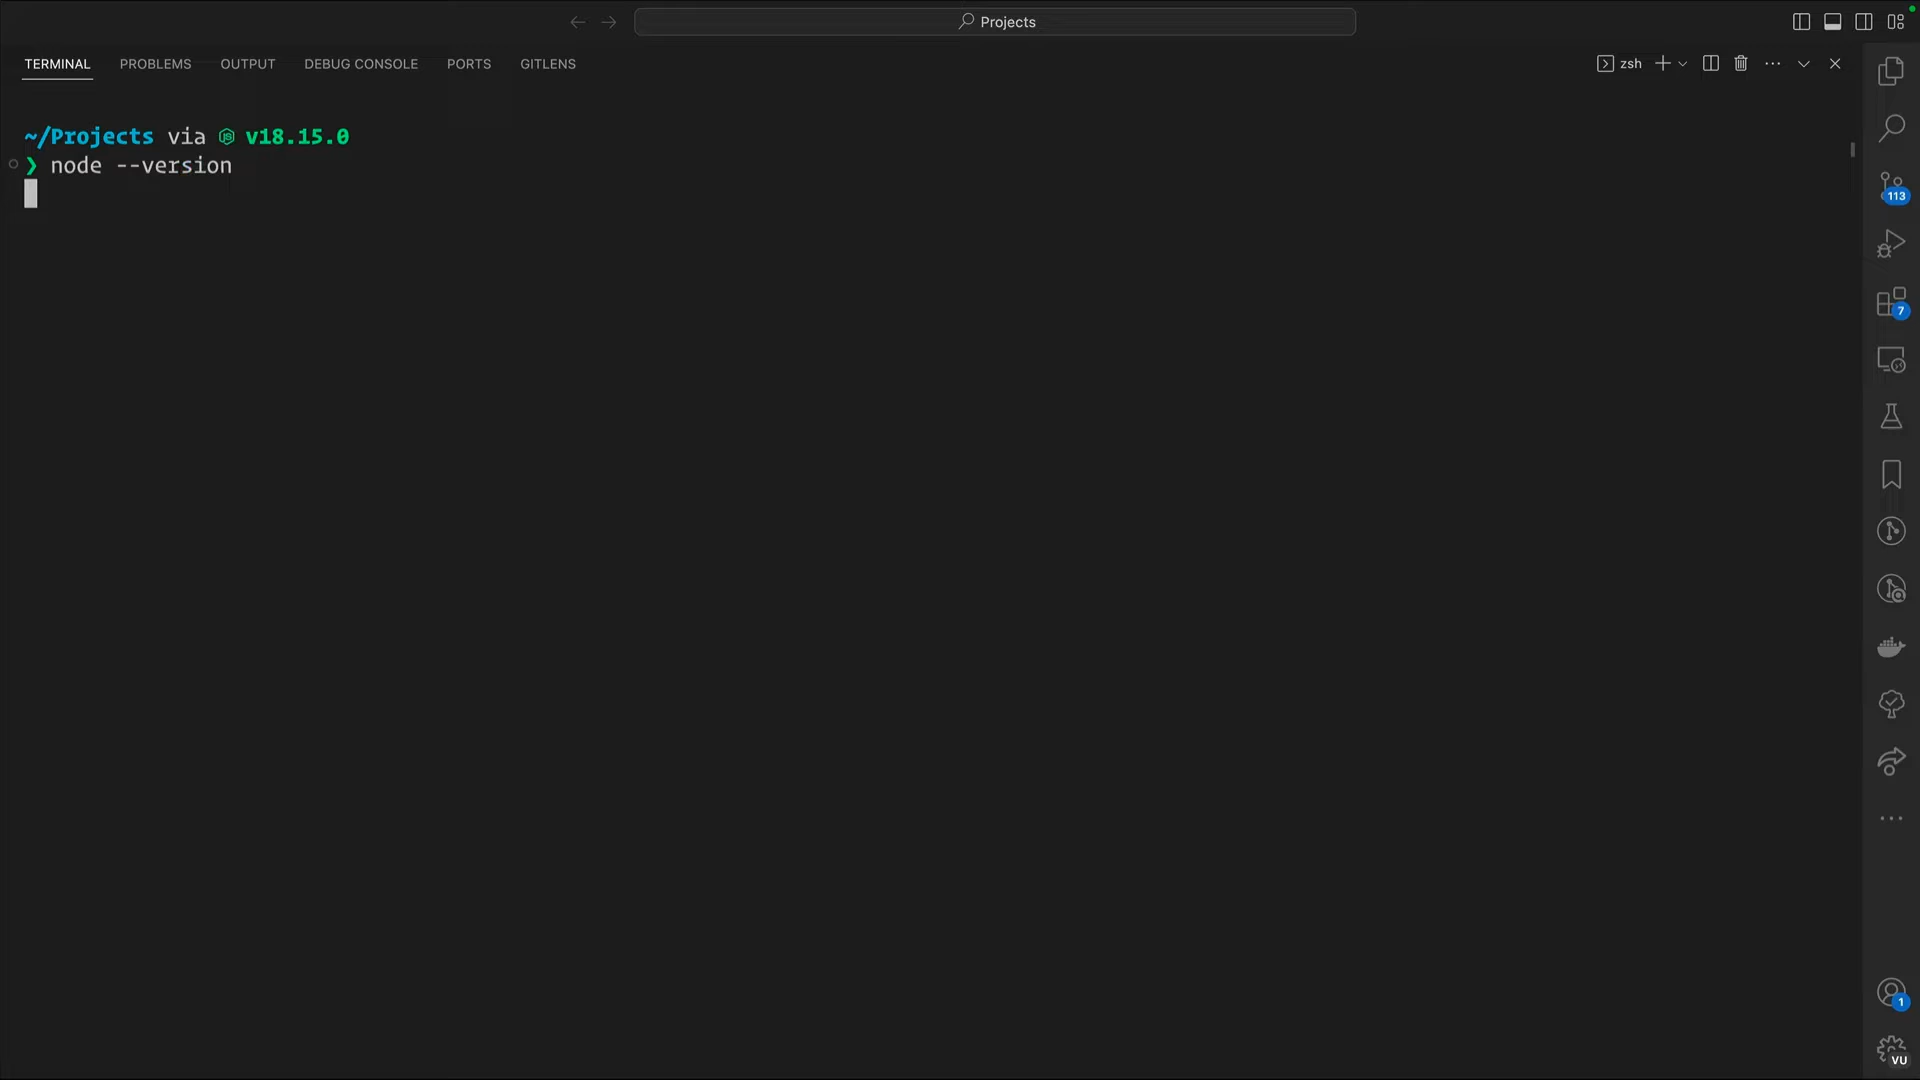 Projects
TERMINAL PROBLEMS OUTPUT DEBUG CONSOLE PORTS GITLENS
zsh
~/Projects via JS v18.15.0
❯ node --version
113
7
1
VU